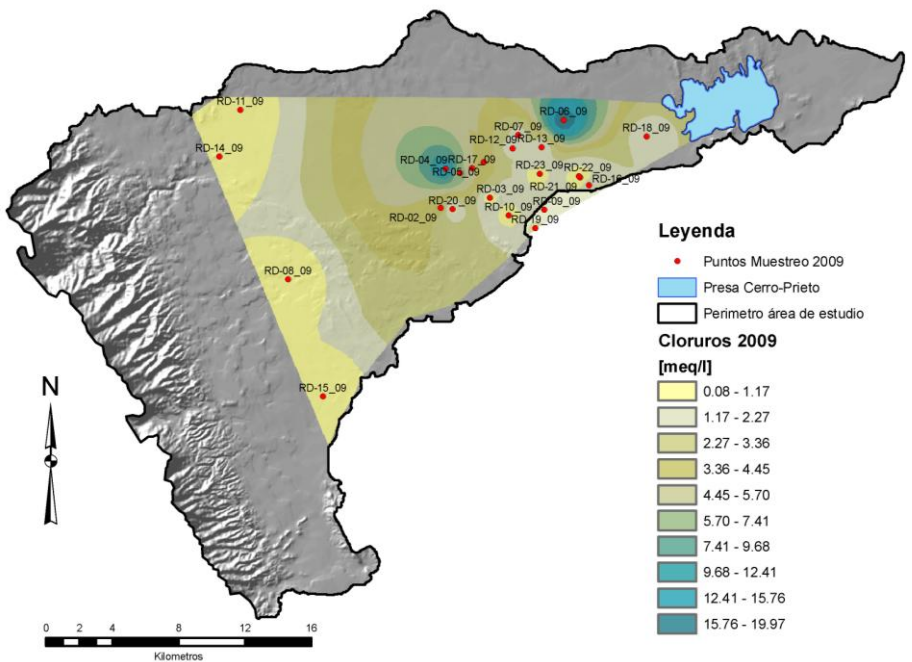 RD-11_09
RD-06_09
RD-07_09
RD-18_09
RD-12_09
RD-13_09
RD-14_09
RD-04_09
RD-17_09
RD-05_09
RD-23_09
RD-22_09
RD-21_09
RD-16_09
RD-03_09
RD-20_09
RD-10_09
RD-09_09
RD-02_09
RD-19_09
RD-08_09
RD-15_09
N
0 2 4 8 12 16
Kilometros
Leyenda
Puntos Muestreo 2009
Presa Cerro-Prieto
Perimetro área de estudio
Cloruros 2009
[meq/l]
0.08 - 1.17
1.17 - 2.27
2.27 - 3.36
3.36 - 4.45
4.45 - 5.70
5.70 - 7.41
7.41 - 9.68
9.68 - 12.41
12.41 - 15.76
15.76 - 19.97